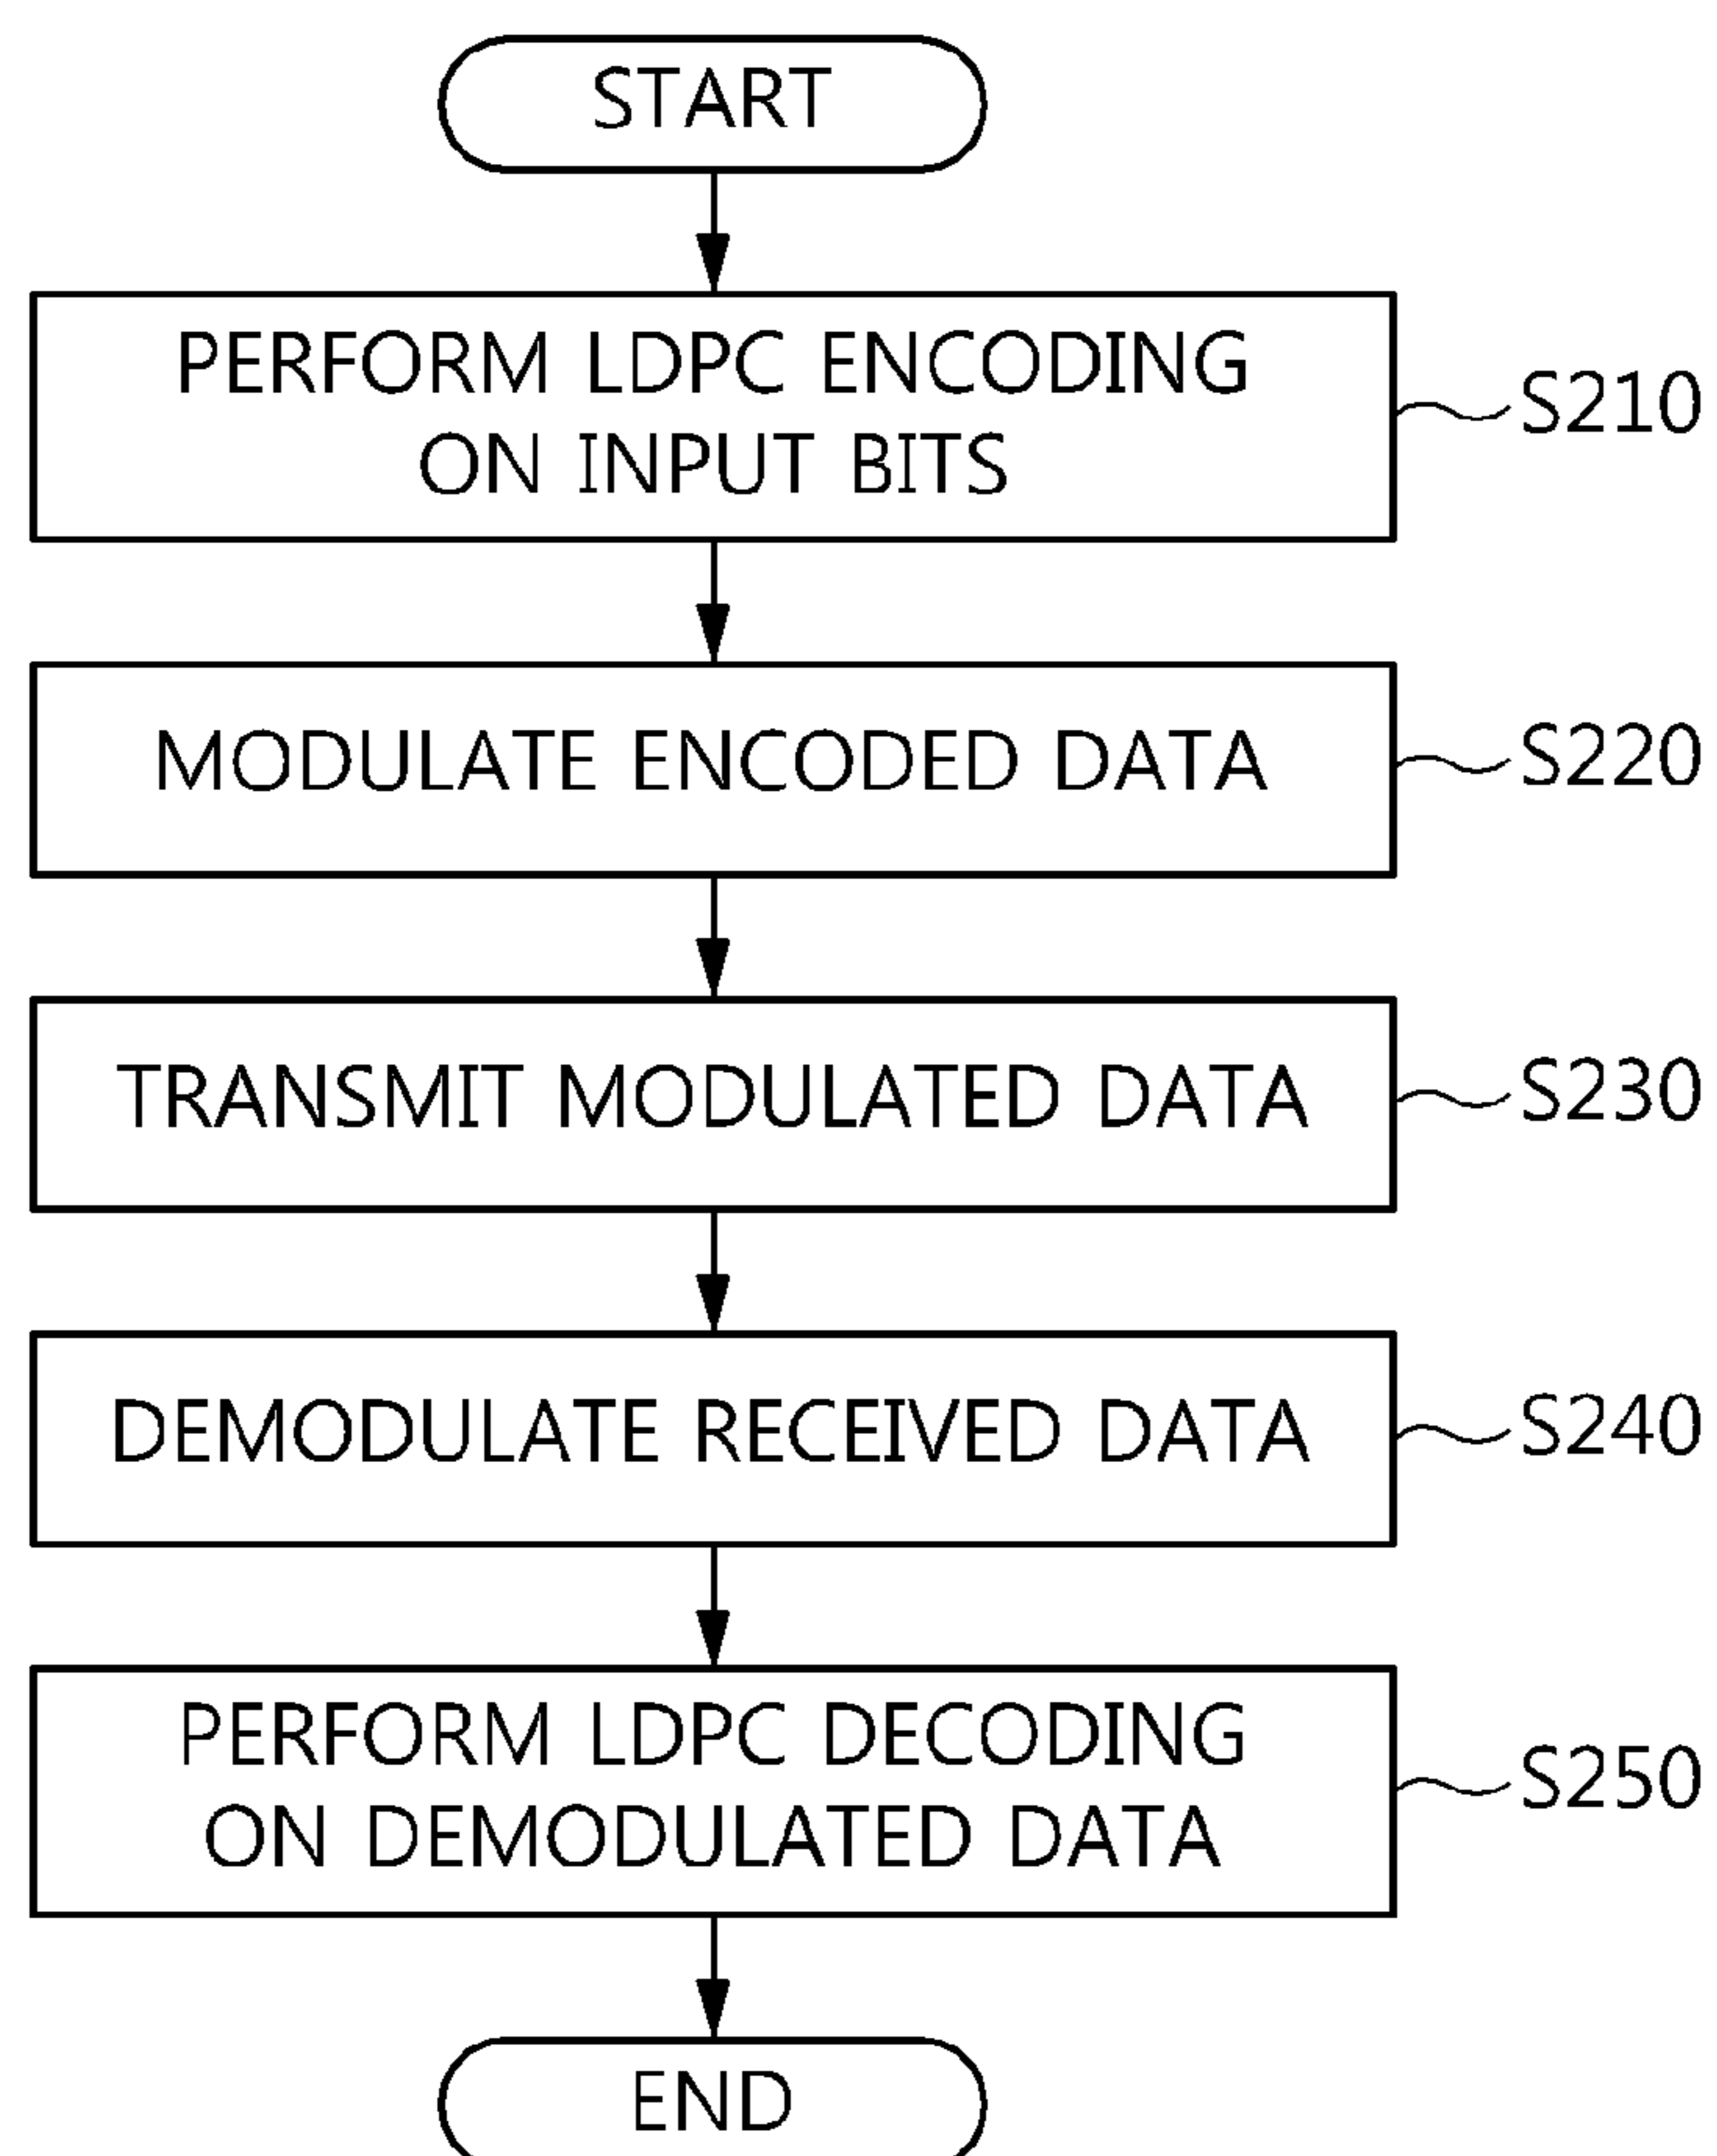 START
PERFORM LDPC ENCODING
ON INPUT BITS
S210
MODULATE ENCODED DATA
S220
TRANSMIT MODULATED DATA
S230
DEMODULATE RECEIVED DATA
S240
PERFORM LDPC DECODING
ON DEMODULATED DATA
S250
END